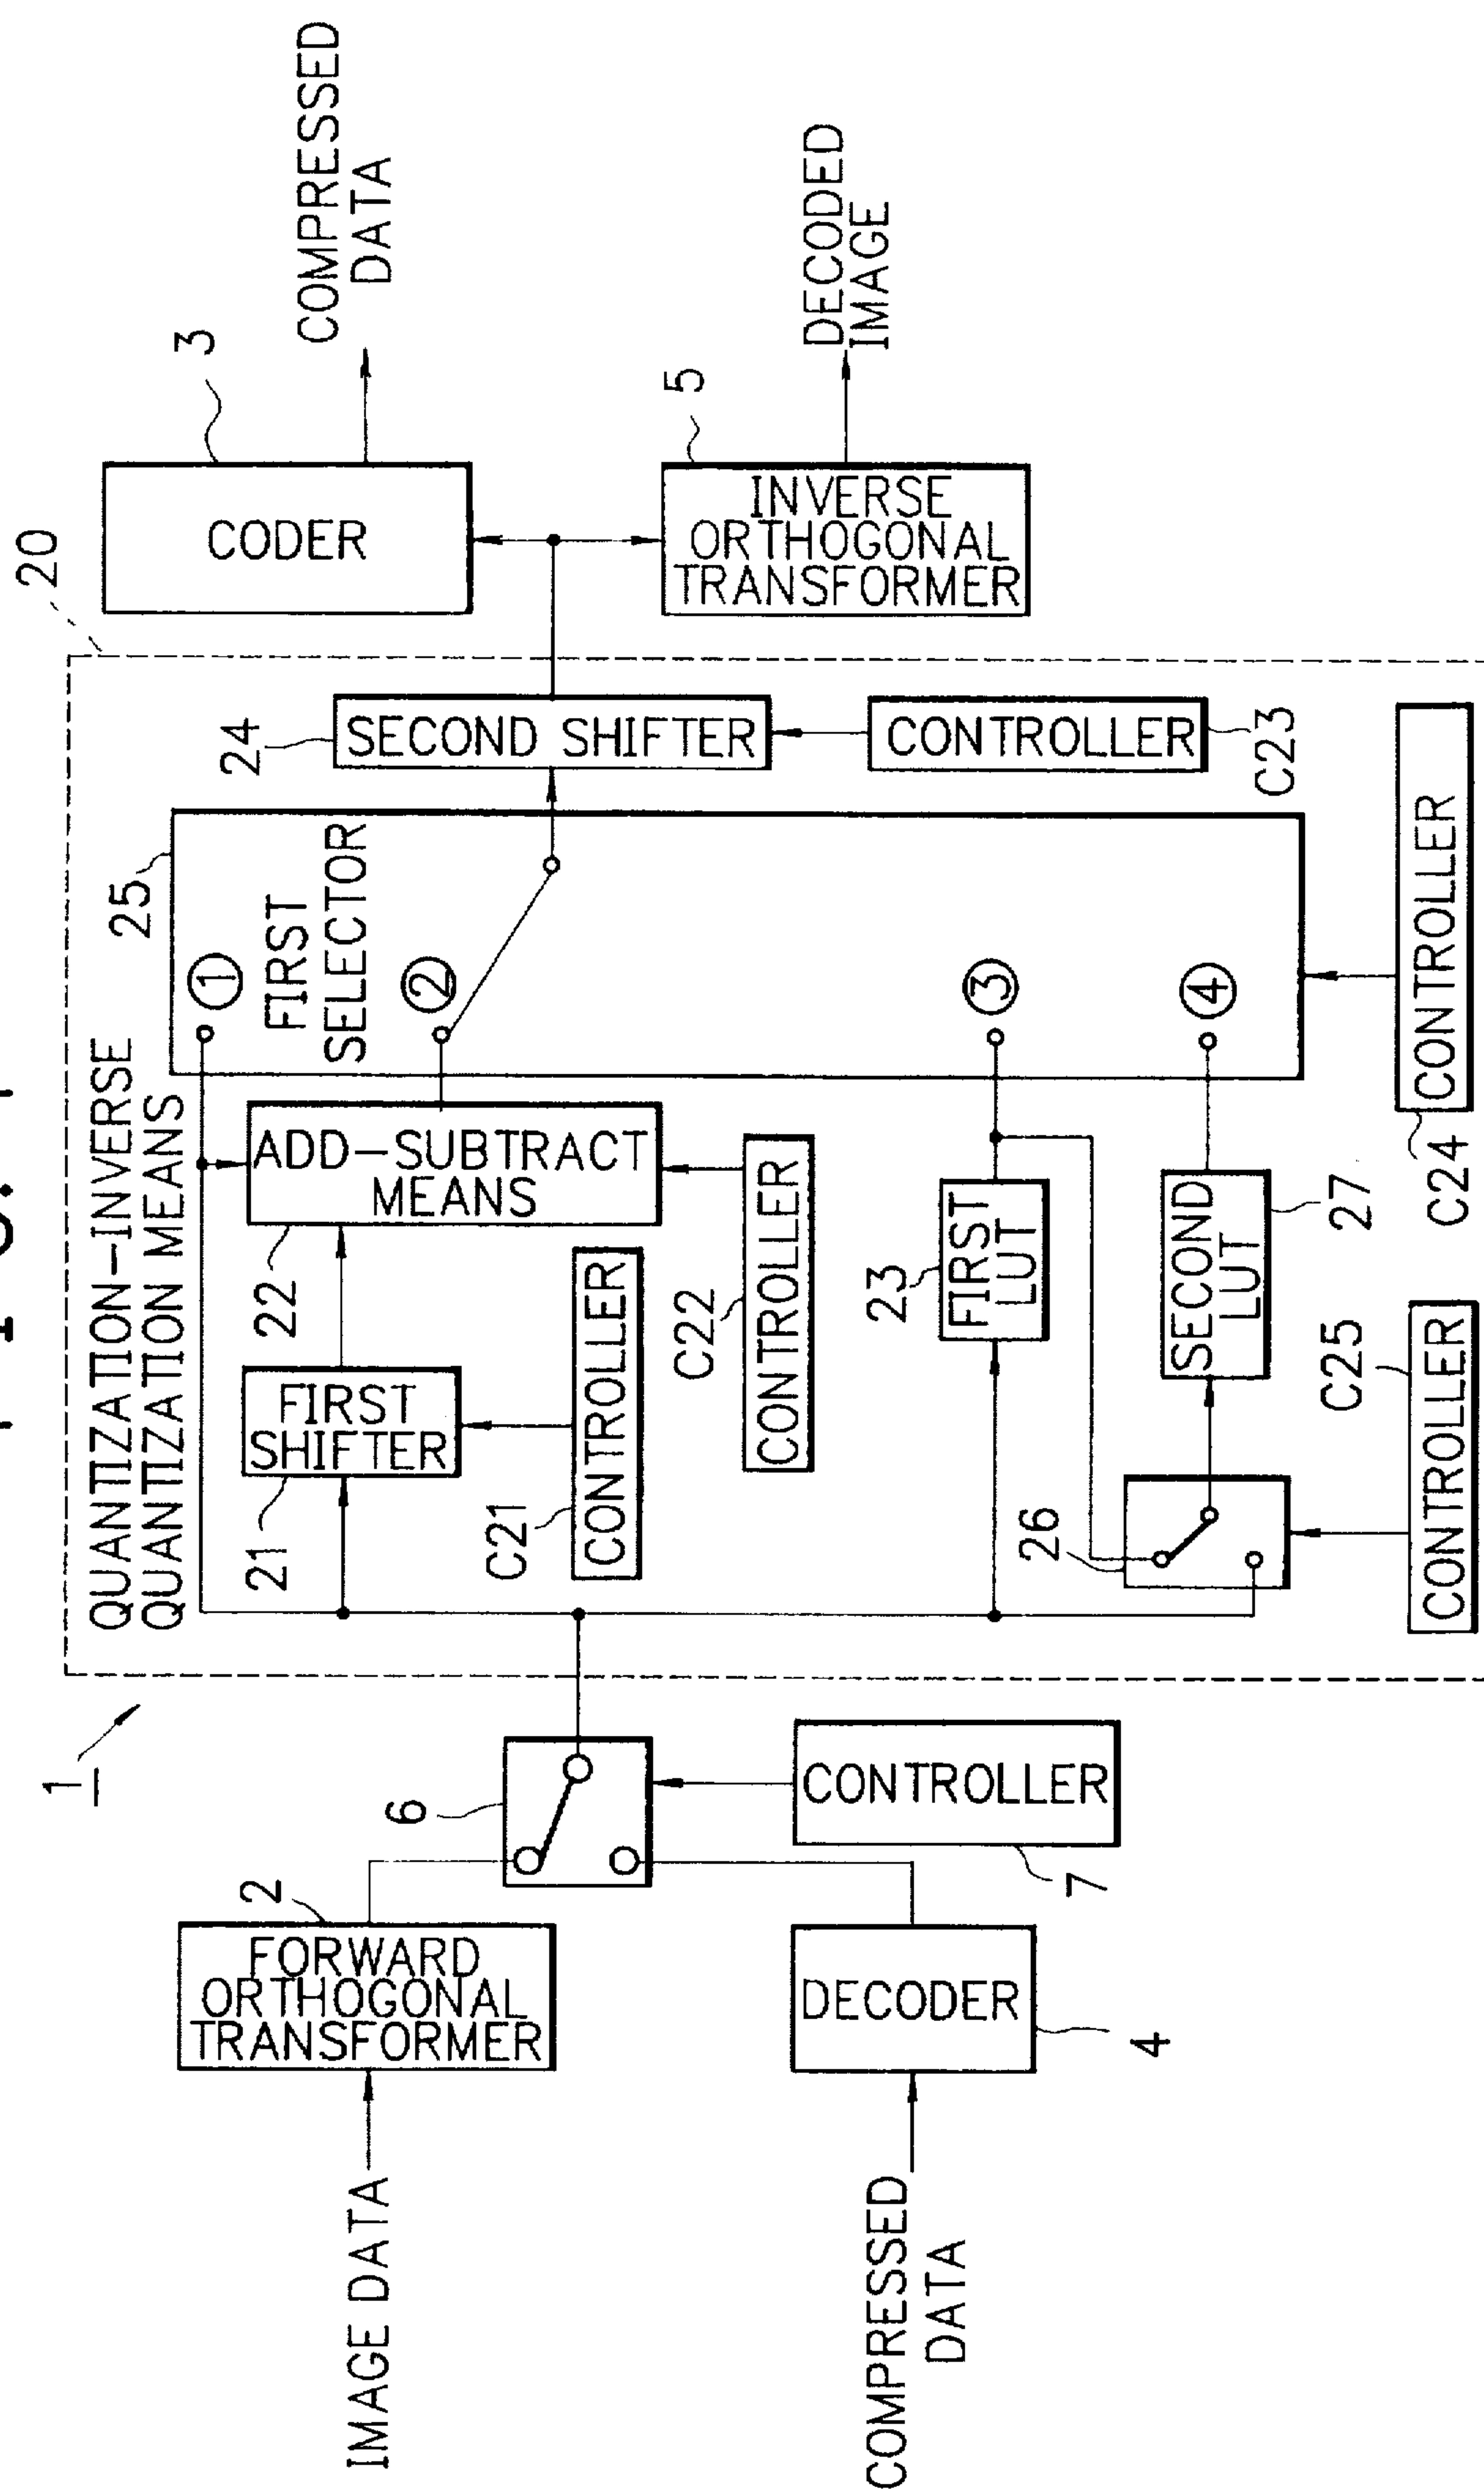 20
QUANTIZATION-INVERSE
QUANTIZATION MEANS
1
IMAGE DATA
FORWARD
ORTHOGONAL
TRANSFORMER
2
COMPRESSED
DATA
DECODER
4
6
CONTROLLER
7
FIRST
SHIFTER
21
CONTROLLER
C21
ADD-SUBTRACT
MEANS
22
CONTROLLER
C22
FIRST
LUT
23
26
CONTROLLER
C25
SECOND
LUT
27
25
FIRST
SELECTOR
①
②
③
④
CONTROLLER
C24
SECOND SHIFTER
24
CONTROLLER
C23
CODER
3
COMPRESSED
DATA
INVERSE
ORTHOGONAL
TRANSFORMER
5
DECODED
IMAGE